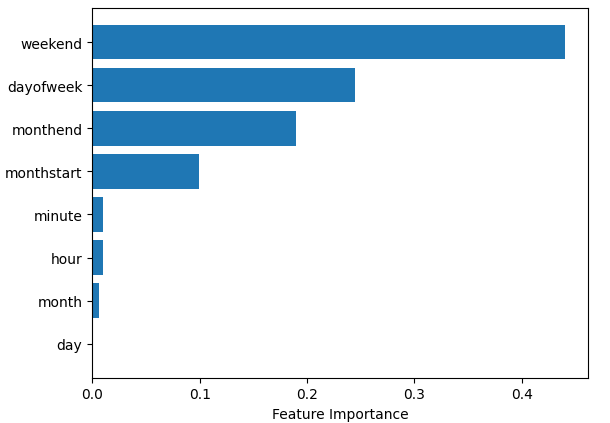 weekend
dayofweek
monthend
monthstart
minute
hour
month
day
0.0 0.1 0.2 0.3 0.4
Feature Importance